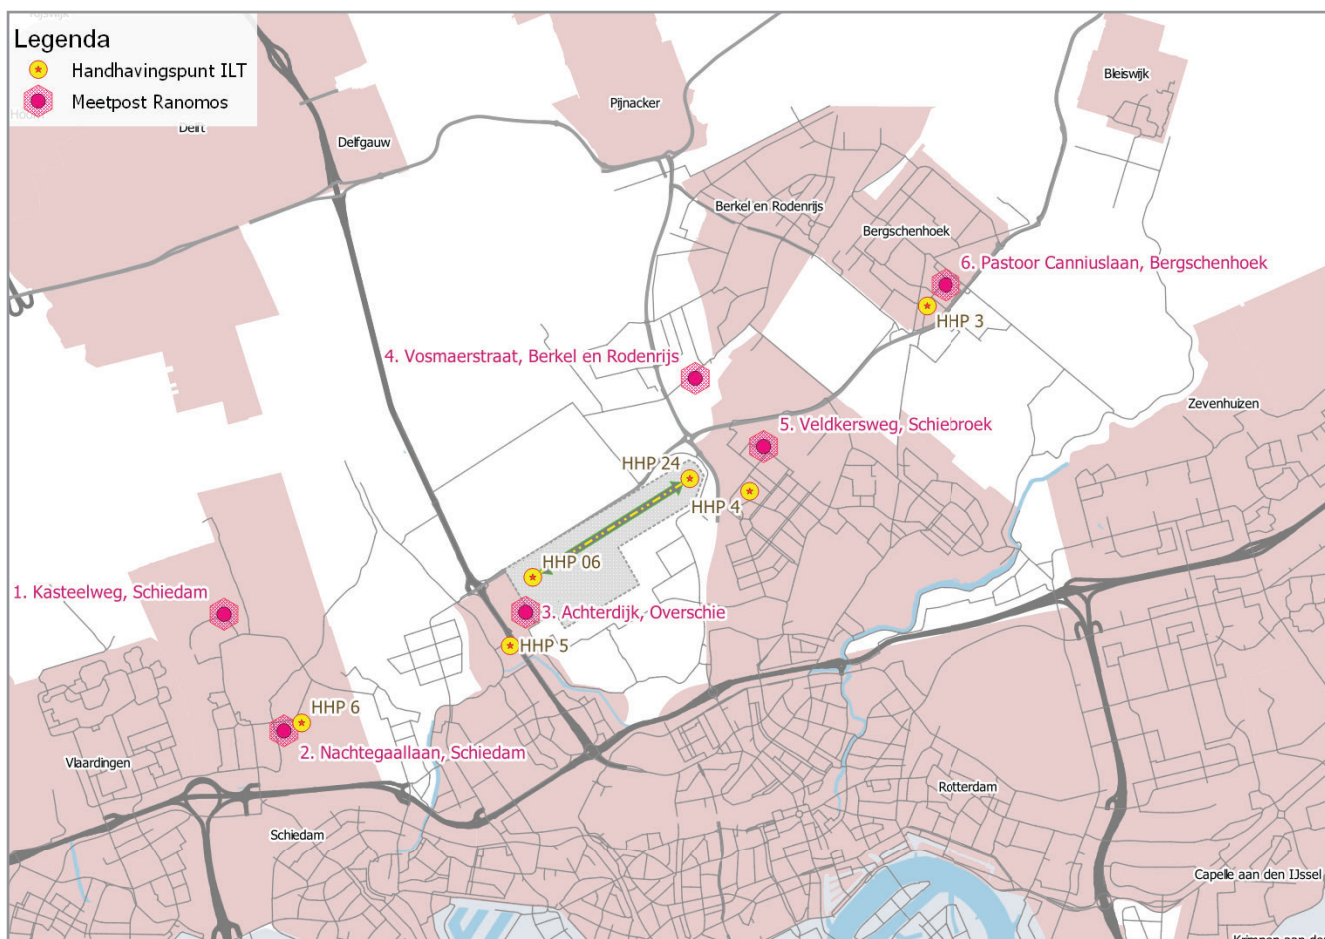 Rijswijk
Legenda
Handhavingspunt ILT
Meetpost Ranomos
Delft
Delfgauw
Pijnacker
Bleiswijk
Berkel en Rodenrijs
Bergschenhoek
6. Pastoor Canniuslaan, Bergschenhoek
HHP 3
4. Vosmaerstraat, Berkel en Rodenrijs
Zevenhuizen
5. Veldkersweg, Schiebroek
HHP 24
HHP 4
HHP 06
1. Kasteelweg, Schiedam
3. Achterdijk, Overschie
HHP 5
HHP 6
2. Nachtegaallaan, Schiedam
Vlaardingen
Rotterdam
Schiedam
Capelle aan den IJssel